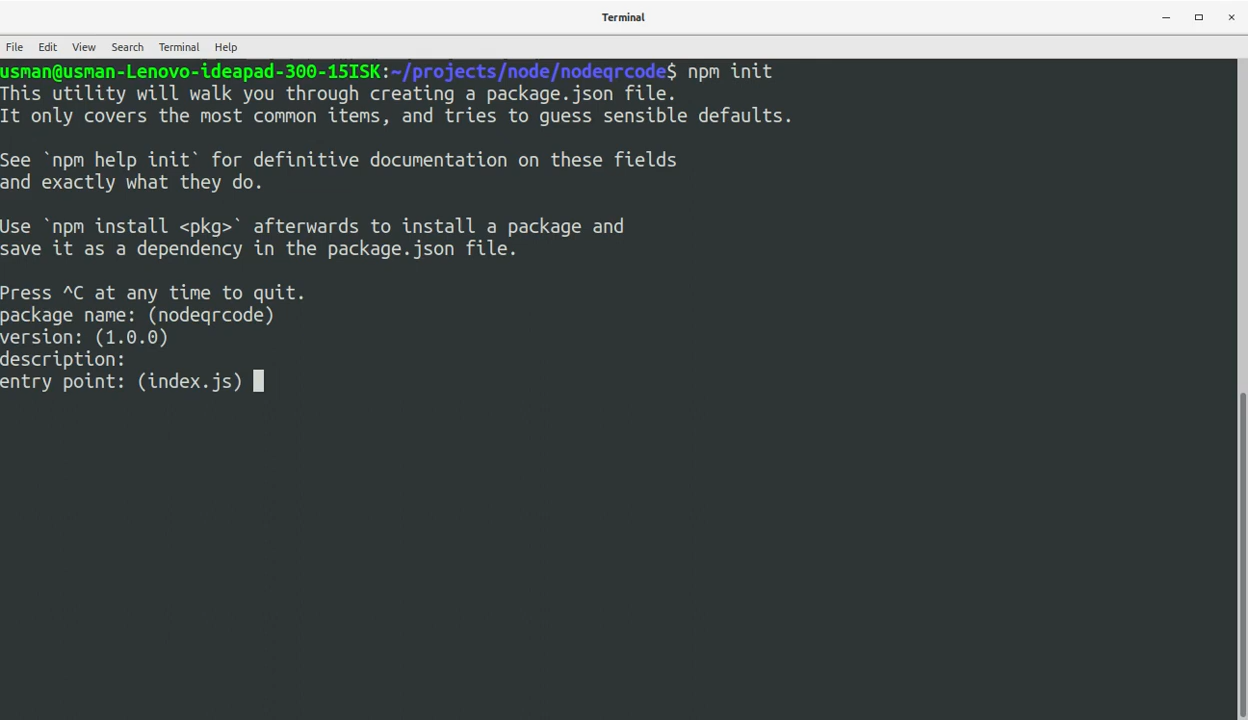 Terminal
File Edit View Search Terminal Help
usman@usman-Lenovo-ideapad-300-15ISK:~/projects/node/nodeqrcode$ npm init
This utility will walk you through creating a package.json file.
It only covers the most common items, and tries to guess sensible defaults.
See `npm help init` for definitive documentation on these fields
and exactly what they do.
Use `npm install <pkg>` afterwards to install a package and
save it as a dependency in the package.json file.
Press ^C at any time to quit.
package name: (nodeqrcode)
version: (1.0.0)
description:
entry point: (index.js)